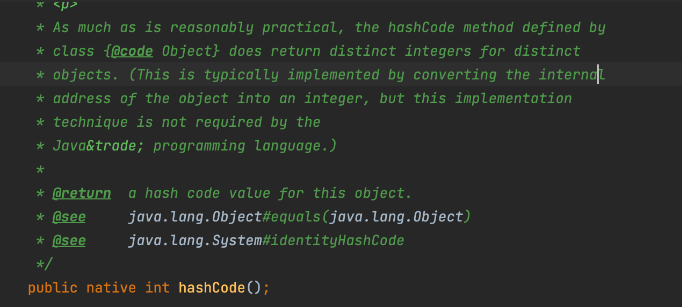 * <p>
* As much as is reasonably practical, the hashCode method defined by
* class {@code Object} does return distinct integers for distinct
* objects. (This is typically implemented by converting the internal
* address of the object into an integer, but this implementation
* technique is not required by the
* Java&trade; programming language.)
*
* @return  a hash code value for this object.
* @see     java.lang.Object#equals(java.lang.Object)
* @see     java.lang.System#identityHashCode
*/
public native int hashCode();